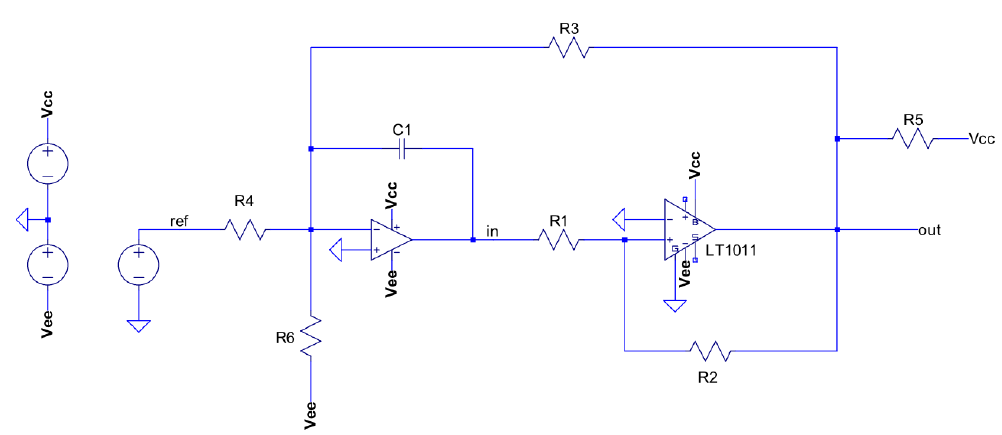 R3
Vcc
C1
R5
Vcc
R4
Vcc
Vcc
ref
R1
in
out
LT1011
Vee
Vee
Vee
R6
R2
Vee